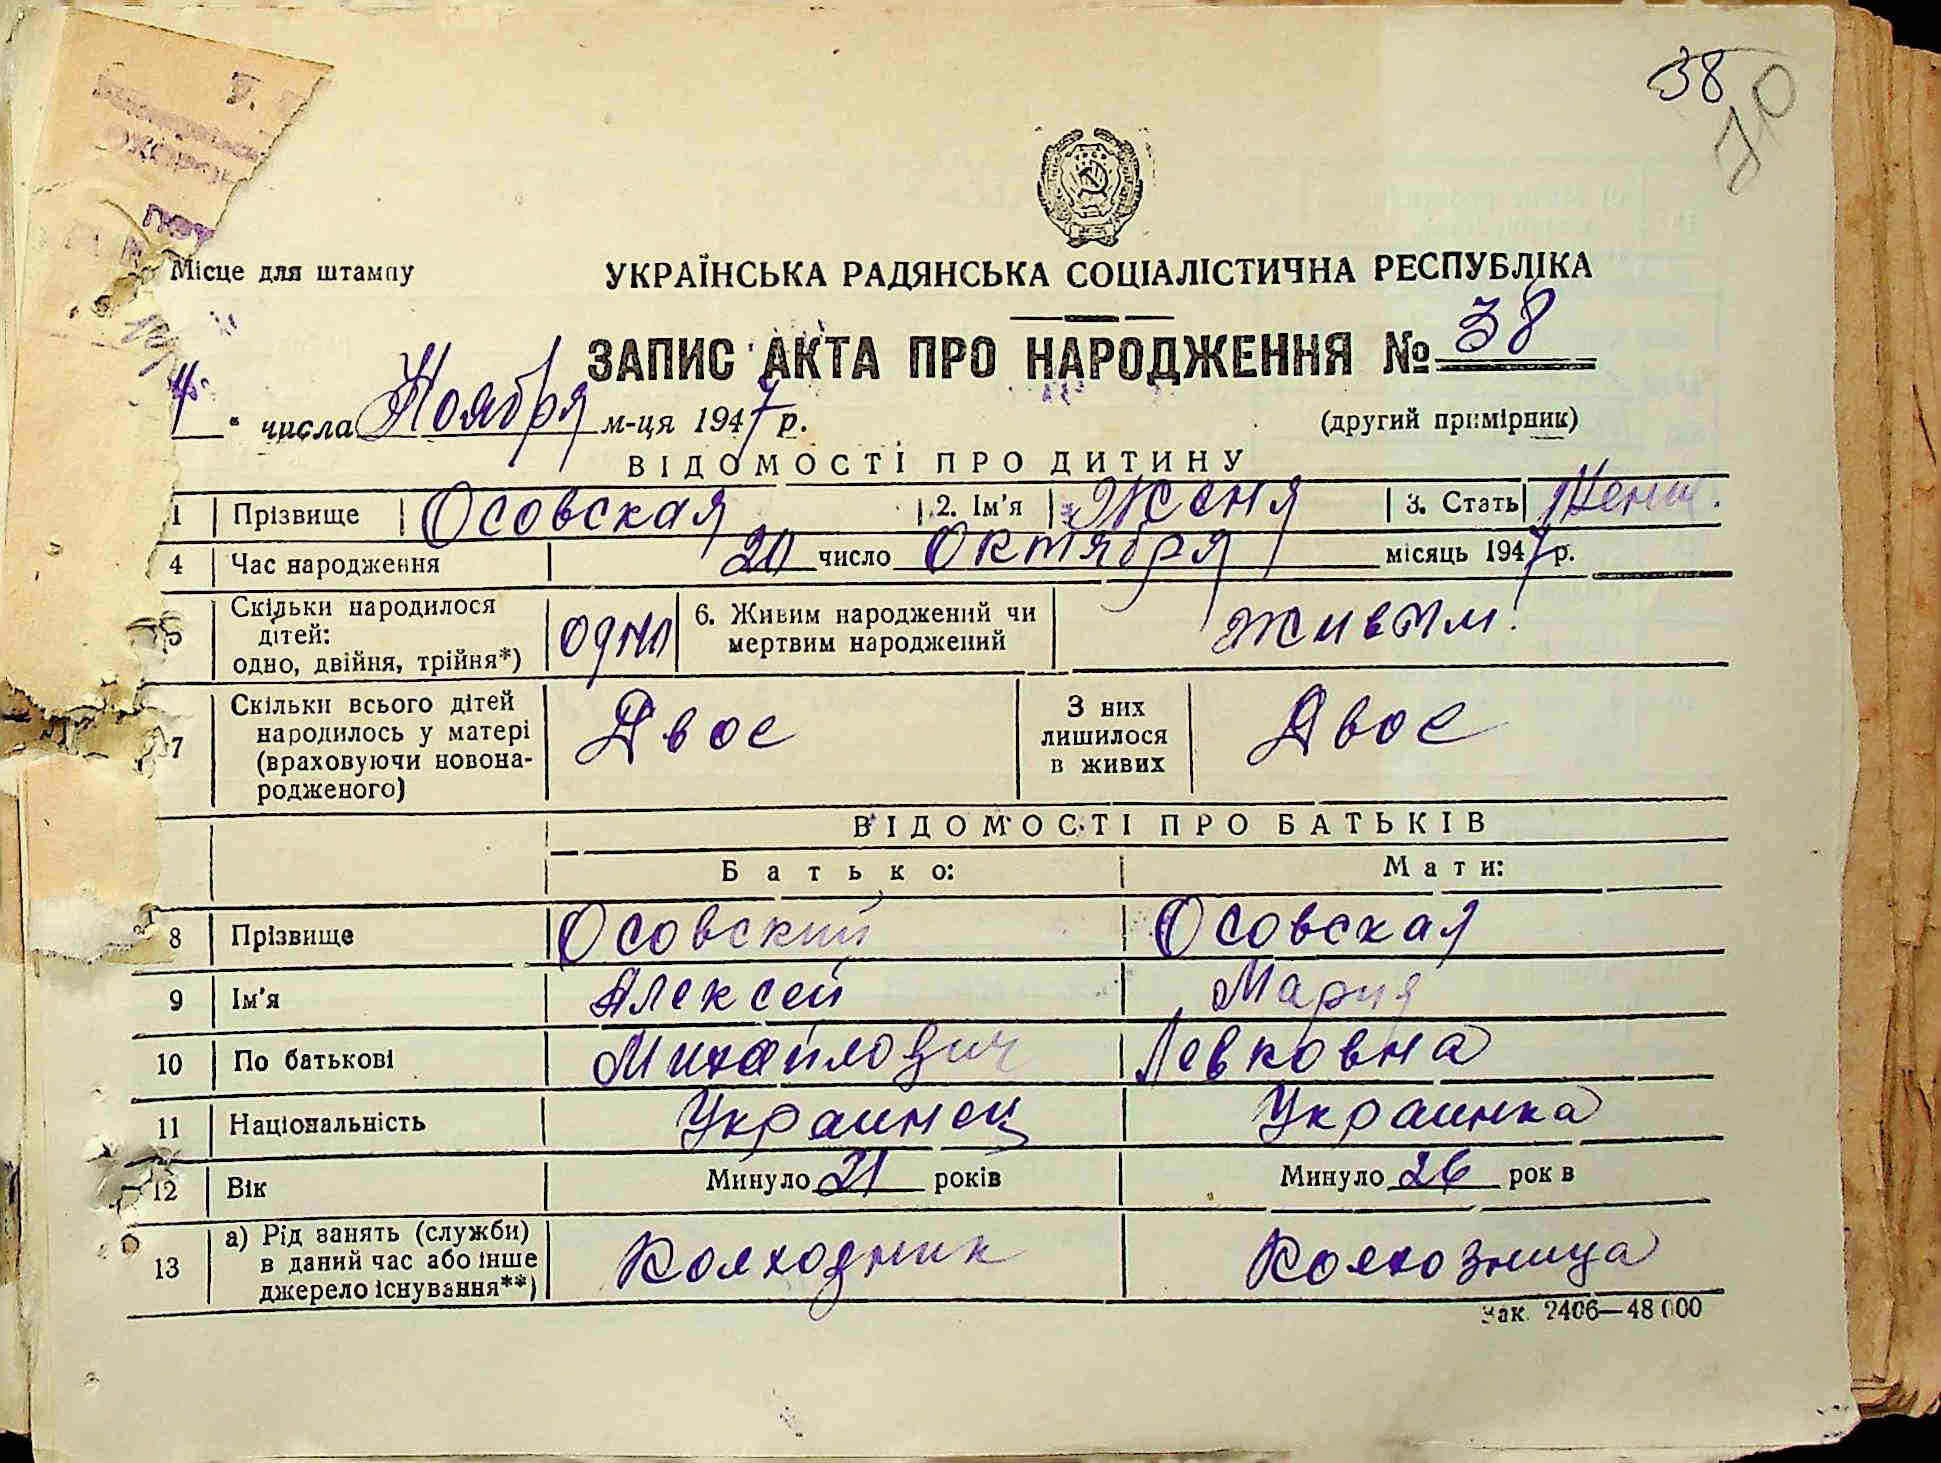 38
70
Місце для штампу
УКРАЇНСЬКА РАДЯНСЬКА СОЦІАЛІСТИЧНА РЕСПУБЛІКА
ЗАПИС АКТА ПРО НАРОДЖЕННЯ № 38
4 " числа Ноября м-ця 1947 р. (другий примірник)
ВІДОМОСТІ ПРО ДИТИНУ
1 Прізвище Осовская 2. Ім'я Женя 3. Стать Женщ.
4 Час народження 20 число Октября місяць 1947 р.
5 Скільки народилося дітей: одно, двійня, трійня*) 6. Живим народжений чи мертвим народжений живым.
7 Скільки всього дітей народилось у матері (враховуючи новонародженого) Двое З них лишилося в живих Двое
ВІДОМОСТІ ПРО БАТЬКІВ
Батько: Мати:
8 Прізвище Осовский Осовская
9 Ім'я Алексей Мария
10 По батькові Михайлович Левковна
11 Національність Украинец Украинка
12 Вік Минуло 21 років Минуло 26 рок в
13 а) Рід занять (служби) в даний час або інше джерело існування**) Колхозник Колхозница
Зак. 2406—48 000